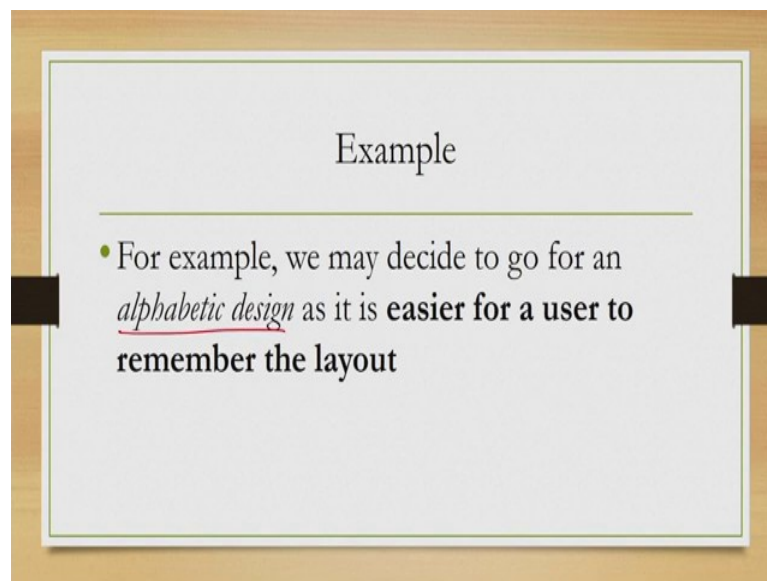 Example
• For example, we may decide to go for an
alphabetic design as it is easier for a user to
remember the layout